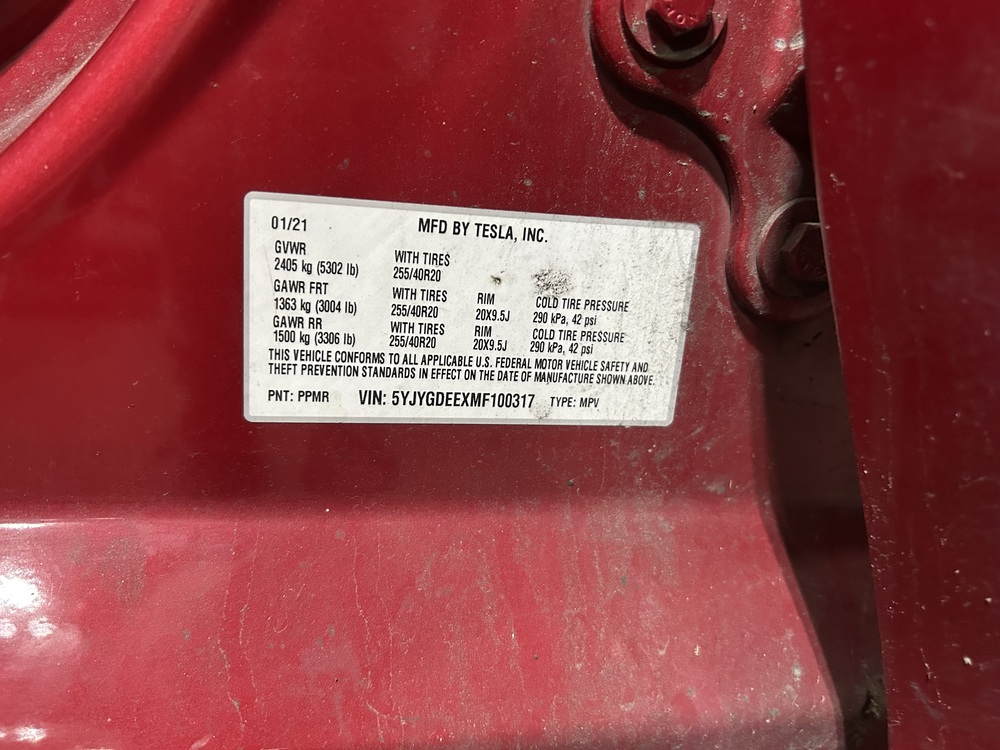 01/21 MFD BY TESLA, INC.
GVWR WITH TIRES
2405 kg (5302 lb) 255/40R20
GAWR FRT WITH TIRES RIM COLD TIRE PRESSURE
1363 kg (3004 lb) 255/40R20 20X9.5J 290 kPa, 42 psi
GAWR RR WITH TIRES RIM COLD TIRE PRESSURE
1500 kg (3306 lb) 255/40R20 20X9.5J 290 kPa, 42 psi
THIS VEHICLE CONFORMS TO ALL APPLICABLE U.S. FEDERAL MOTOR VEHICLE SAFETY AND
THEFT PREVENTION STANDARDS IN EFFECT ON THE DATE OF MANUFACTURE SHOWN ABOVE.
PNT: PPMR VIN: 5YJYGDEEXMF100317 TYPE: MPV